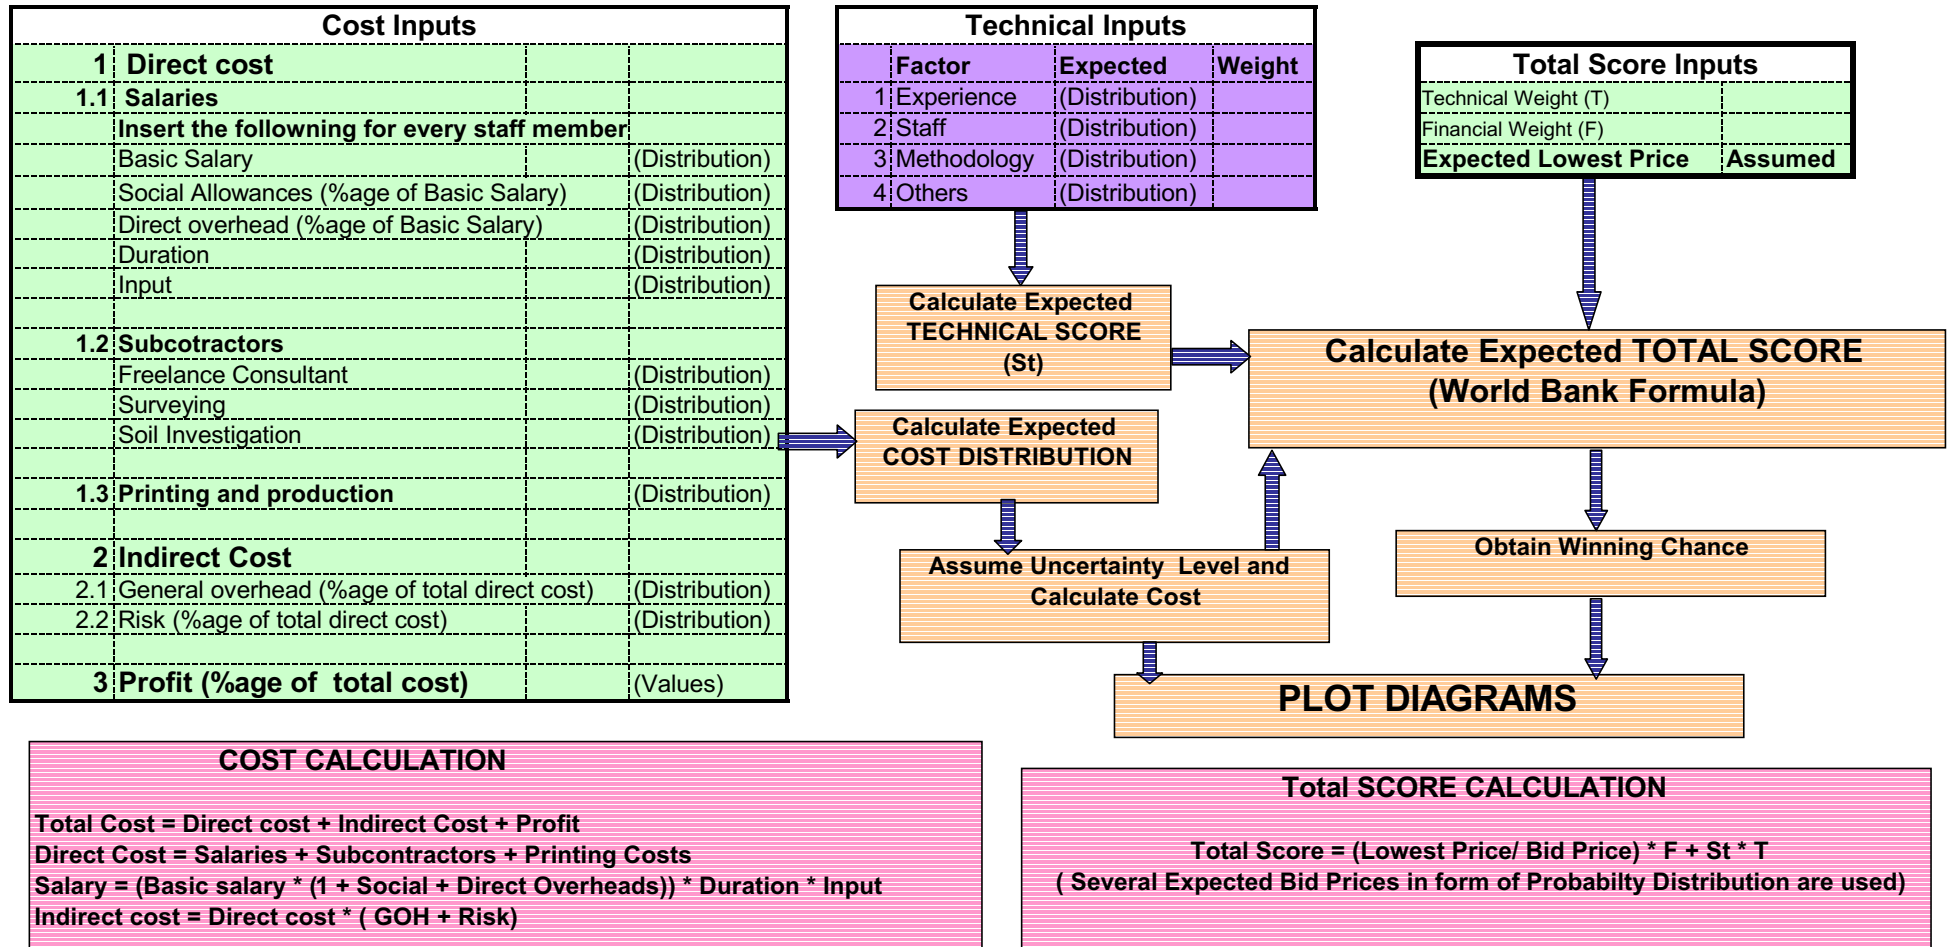 Cost Inputs
1 Direct cost
1.1 Salaries
Insert the followning for every staff member
Basic Salary (Distribution)
Social Allowances (%age of Basic Salary) (Distribution)
Direct overhead (%age of Basic Salary) (Distribution)
Duration (Distribution)
Input (Distribution)
1.2 Subcotractors
Freelance Consultant (Distribution)
Surveying (Distribution)
Soil Investigation (Distribution)
1.3 Printing and production (Distribution)
2 Indirect Cost
2.1 General overhead (%age of total direct cost) (Distribution)
2.2 Risk (%age of total direct cost) (Distribution)
3 Profit (%age of total cost) (Values)
Technical Inputs
Factor Expected Weight
1 Experience (Distribution)
2 Staff (Distribution)
3 Methodology (Distribution)
4 Others (Distribution)
Total Score Inputs
Technical Weight (T)
Financial Weight (F)
Expected Lowest Price Assumed
Calculate Expected
TECHNICAL SCORE
(St)
Calculate Expected TOTAL SCORE
(World Bank Formula)
Calculate Expected
COST DISTRIBUTION
Assume Uncertainty Level and
Calculate Cost
Obtain Winning Chance
PLOT DIAGRAMS
COST CALCULATION
Total Cost = Direct cost + Indirect Cost + Profit
Direct Cost = Salaries + Subcontractors + Printing Costs
Salary = (Basic salary * (1 + Social + Direct Overheads)) * Duration * Input
Indirect cost = Direct cost * ( GOH + Risk)
Total SCORE CALCULATION
Total Score = (Lowest Price/ Bid Price) * F + St * T
( Several Expected Bid Prices in form of Probabilty Distribution are used)